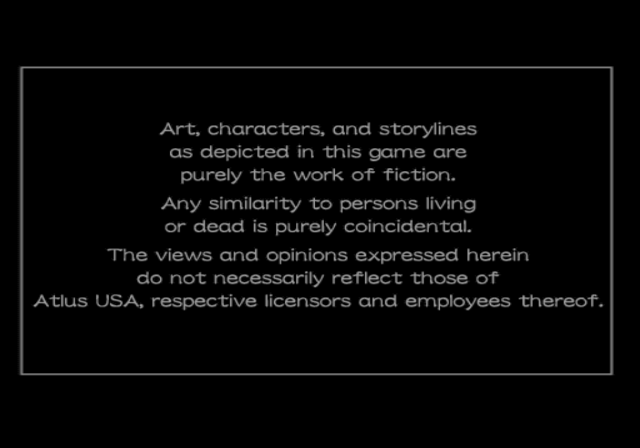 Art, characters, and storylines
as depicted in this game are
purely the work of fiction.
Any similarity to persons living
or dead is purely coincidental.
The views and opinions expressed herein
do not necessarily reflect those of
Atlus USA, respective licensors and employees thereof.